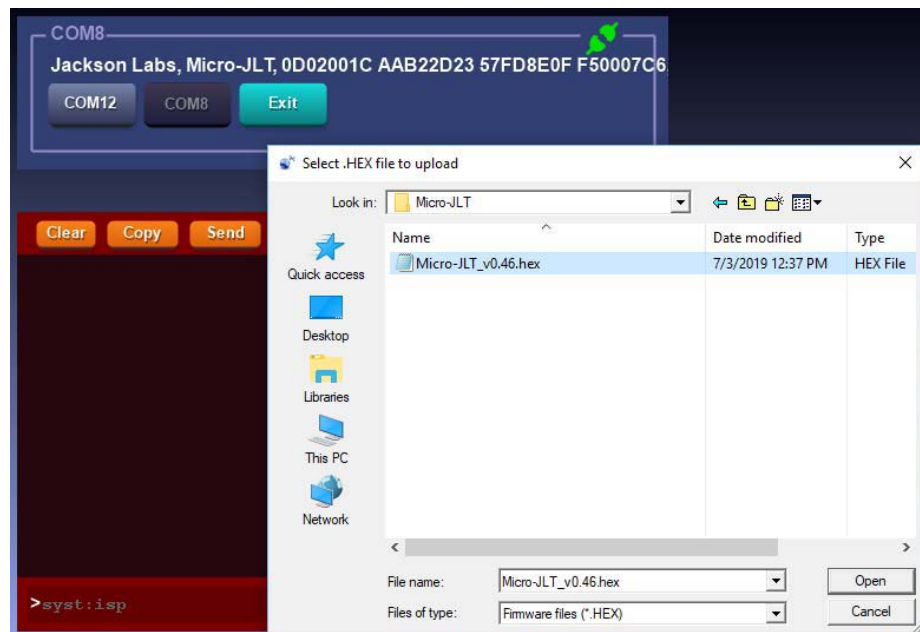 COM8
Jackson Labs, Micro-JLT, 0D02001C AAB22D23 57FD8E0F F50007C6
COM12 COM8 Exit
Select .HEX file to upload
Look in: Micro-JLT
Clear Copy Send
Name Date modified Type
Micro-JLT_v0.46.hex 7/3/2019 12:37 PM HEX File
Quick access
Desktop
Libraries
This PC
Network
File name: Micro-JLT_v0.46.hex Open
>syst:isp
Files of type: Firmware files (*.HEX) Cancel